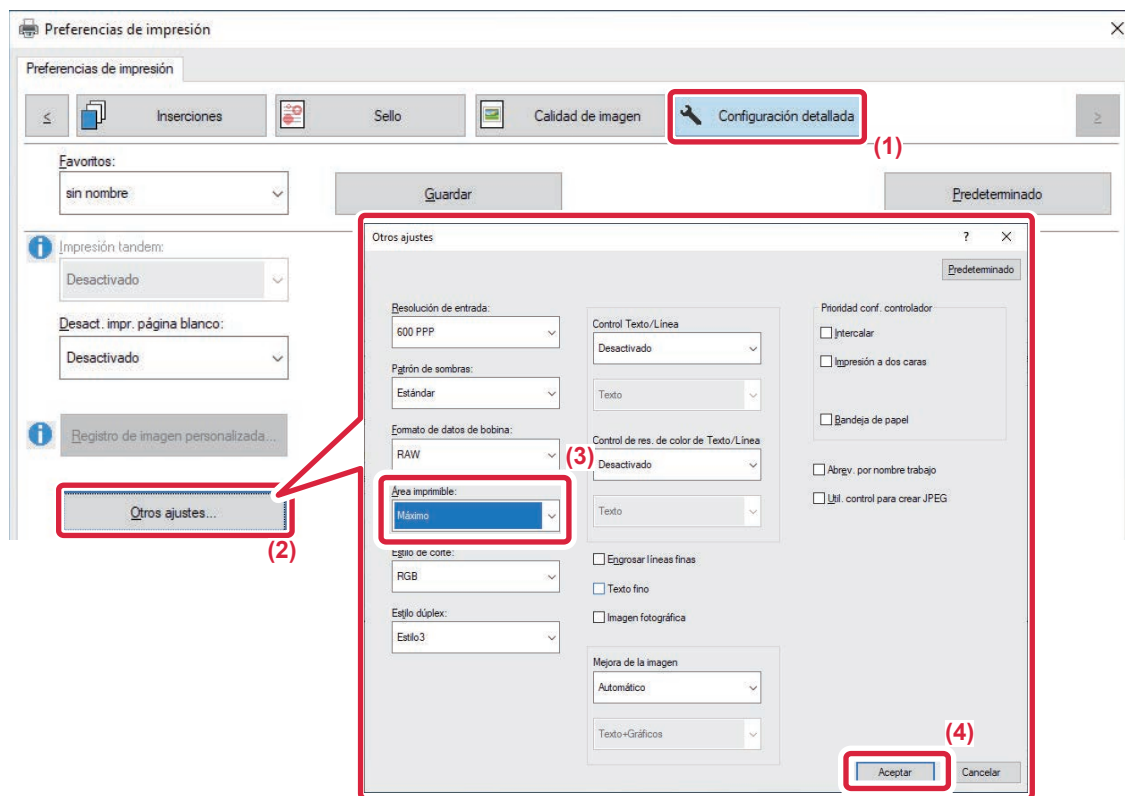 Preferencias de impresión
Preferencias de impresión
<
Inserciones
Sello
Calidad de imagen
Configuración detallada
>
(1)
Favoritos:
sin nombre
Guardar
Predeterminado
Impresión tandem:
Desactivado
Desact. impr. página blanco:
Desactivado
Registro de imagen personalizada...
Otros ajustes...
(2)
Otros ajustes
?
Predeterminado
Resolución de entrada:
600 PPP
Patrón de sombras:
Estándar
Formato de datos de bobina:
RAW
(3)
Área imprimible:
Máximo
Estilo de corte:
RGB
Estilo dúplex:
Estilo3
Control Texto/Línea
Desactivado
Texto
Control de res. de color de Texto/Línea
Desactivado
Texto
Engrosar líneas finas
Texto fino
Imagen fotográfica
Mejora de la imagen
Automático
Texto+Gráficos
Prioridad conf. controlador
Intercalar
Impresión a dos caras
Bandeja de papel
Abrev. por nombre trabajo
Util. control para crear JPEG
(4)
Aceptar
Cancelar